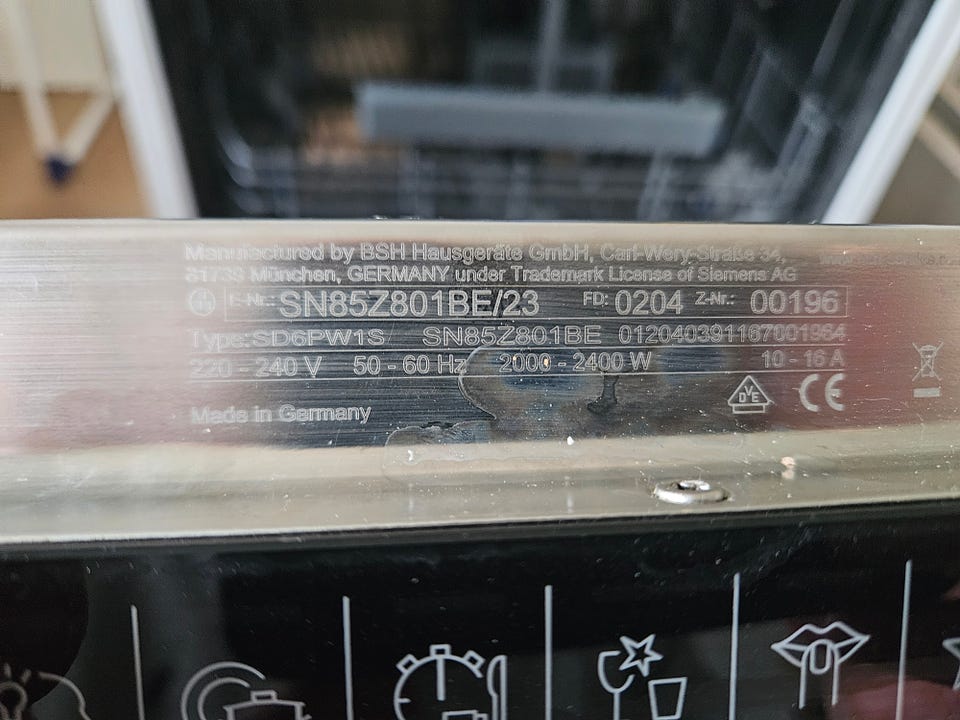 Manufactured by BSH Hausgeräte GmbH, Carl-Wery-Straße 34,
81739 München, GERMANY under Trademark License of Siemens AG
E-Nr.: SN85Z801BE/23 FD: 0204 Z-Nr.: 00196
Type:SD6PW1S SN85Z801BE 012040391167001964
220 - 240 V 50 - 60 Hz 2000 - 2400 W 10 - 16 A
DVE CE
Made in Germany